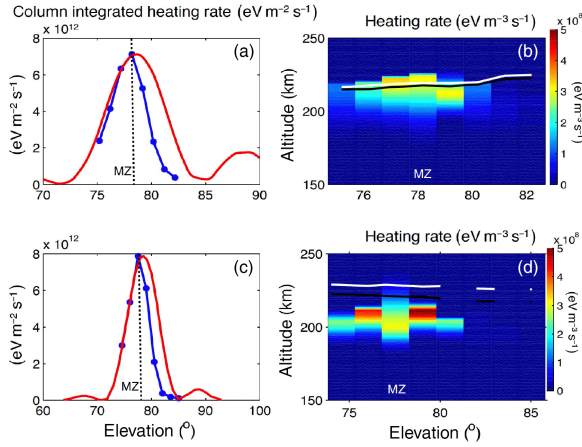 Column integrated heating rate (eV m⁻² s⁻¹)
x 10¹²
8
6
4
2
0
(eV m⁻² s⁻¹)
(a)
MZ
70 75 80 85 90
Heating rate (eV m⁻³ s⁻¹)
250
200
150
Altitude (km)
(b)
MZ
76 78 80 82
x 10⁸
5
4
3
2
1
0
(eV m⁻³ s⁻¹)
x 10¹²
8
6
4
2
0
(eV m⁻² s⁻¹)
(c)
MZ
60 70 80 90 100
Elevation (°)
Heating rate (eV m⁻³ s⁻¹)
250
200
150
Altitude (km)
(d)
MZ
75 80 85
Elevation (°)
x 10⁸
5
4
3
2
1
0
(eV m⁻³ s⁻¹)